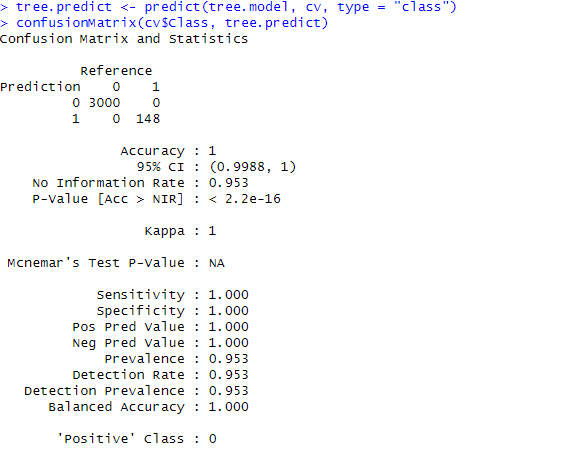 > tree.predict <- predict(tree.model, cv, type = "class")
> confusionMatrix(cv$Class, tree.predict)
Confusion Matrix and Statistics
Reference
Prediction 0 1
0 3000 0
1 0 148
Accuracy : 1
95% CI : (0.9988, 1)
No Information Rate : 0.953
P-Value [Acc > NIR] : < 2.2e-16
Kappa : 1
Mcnemar's Test P-Value : NA
Sensitivity : 1.000
Specificity : 1.000
Pos Pred Value : 1.000
Neg Pred Value : 1.000
Prevalence : 0.953
Detection Rate : 0.953
Detection Prevalence : 0.953
Balanced Accuracy : 1.000
'Positive' Class : 0